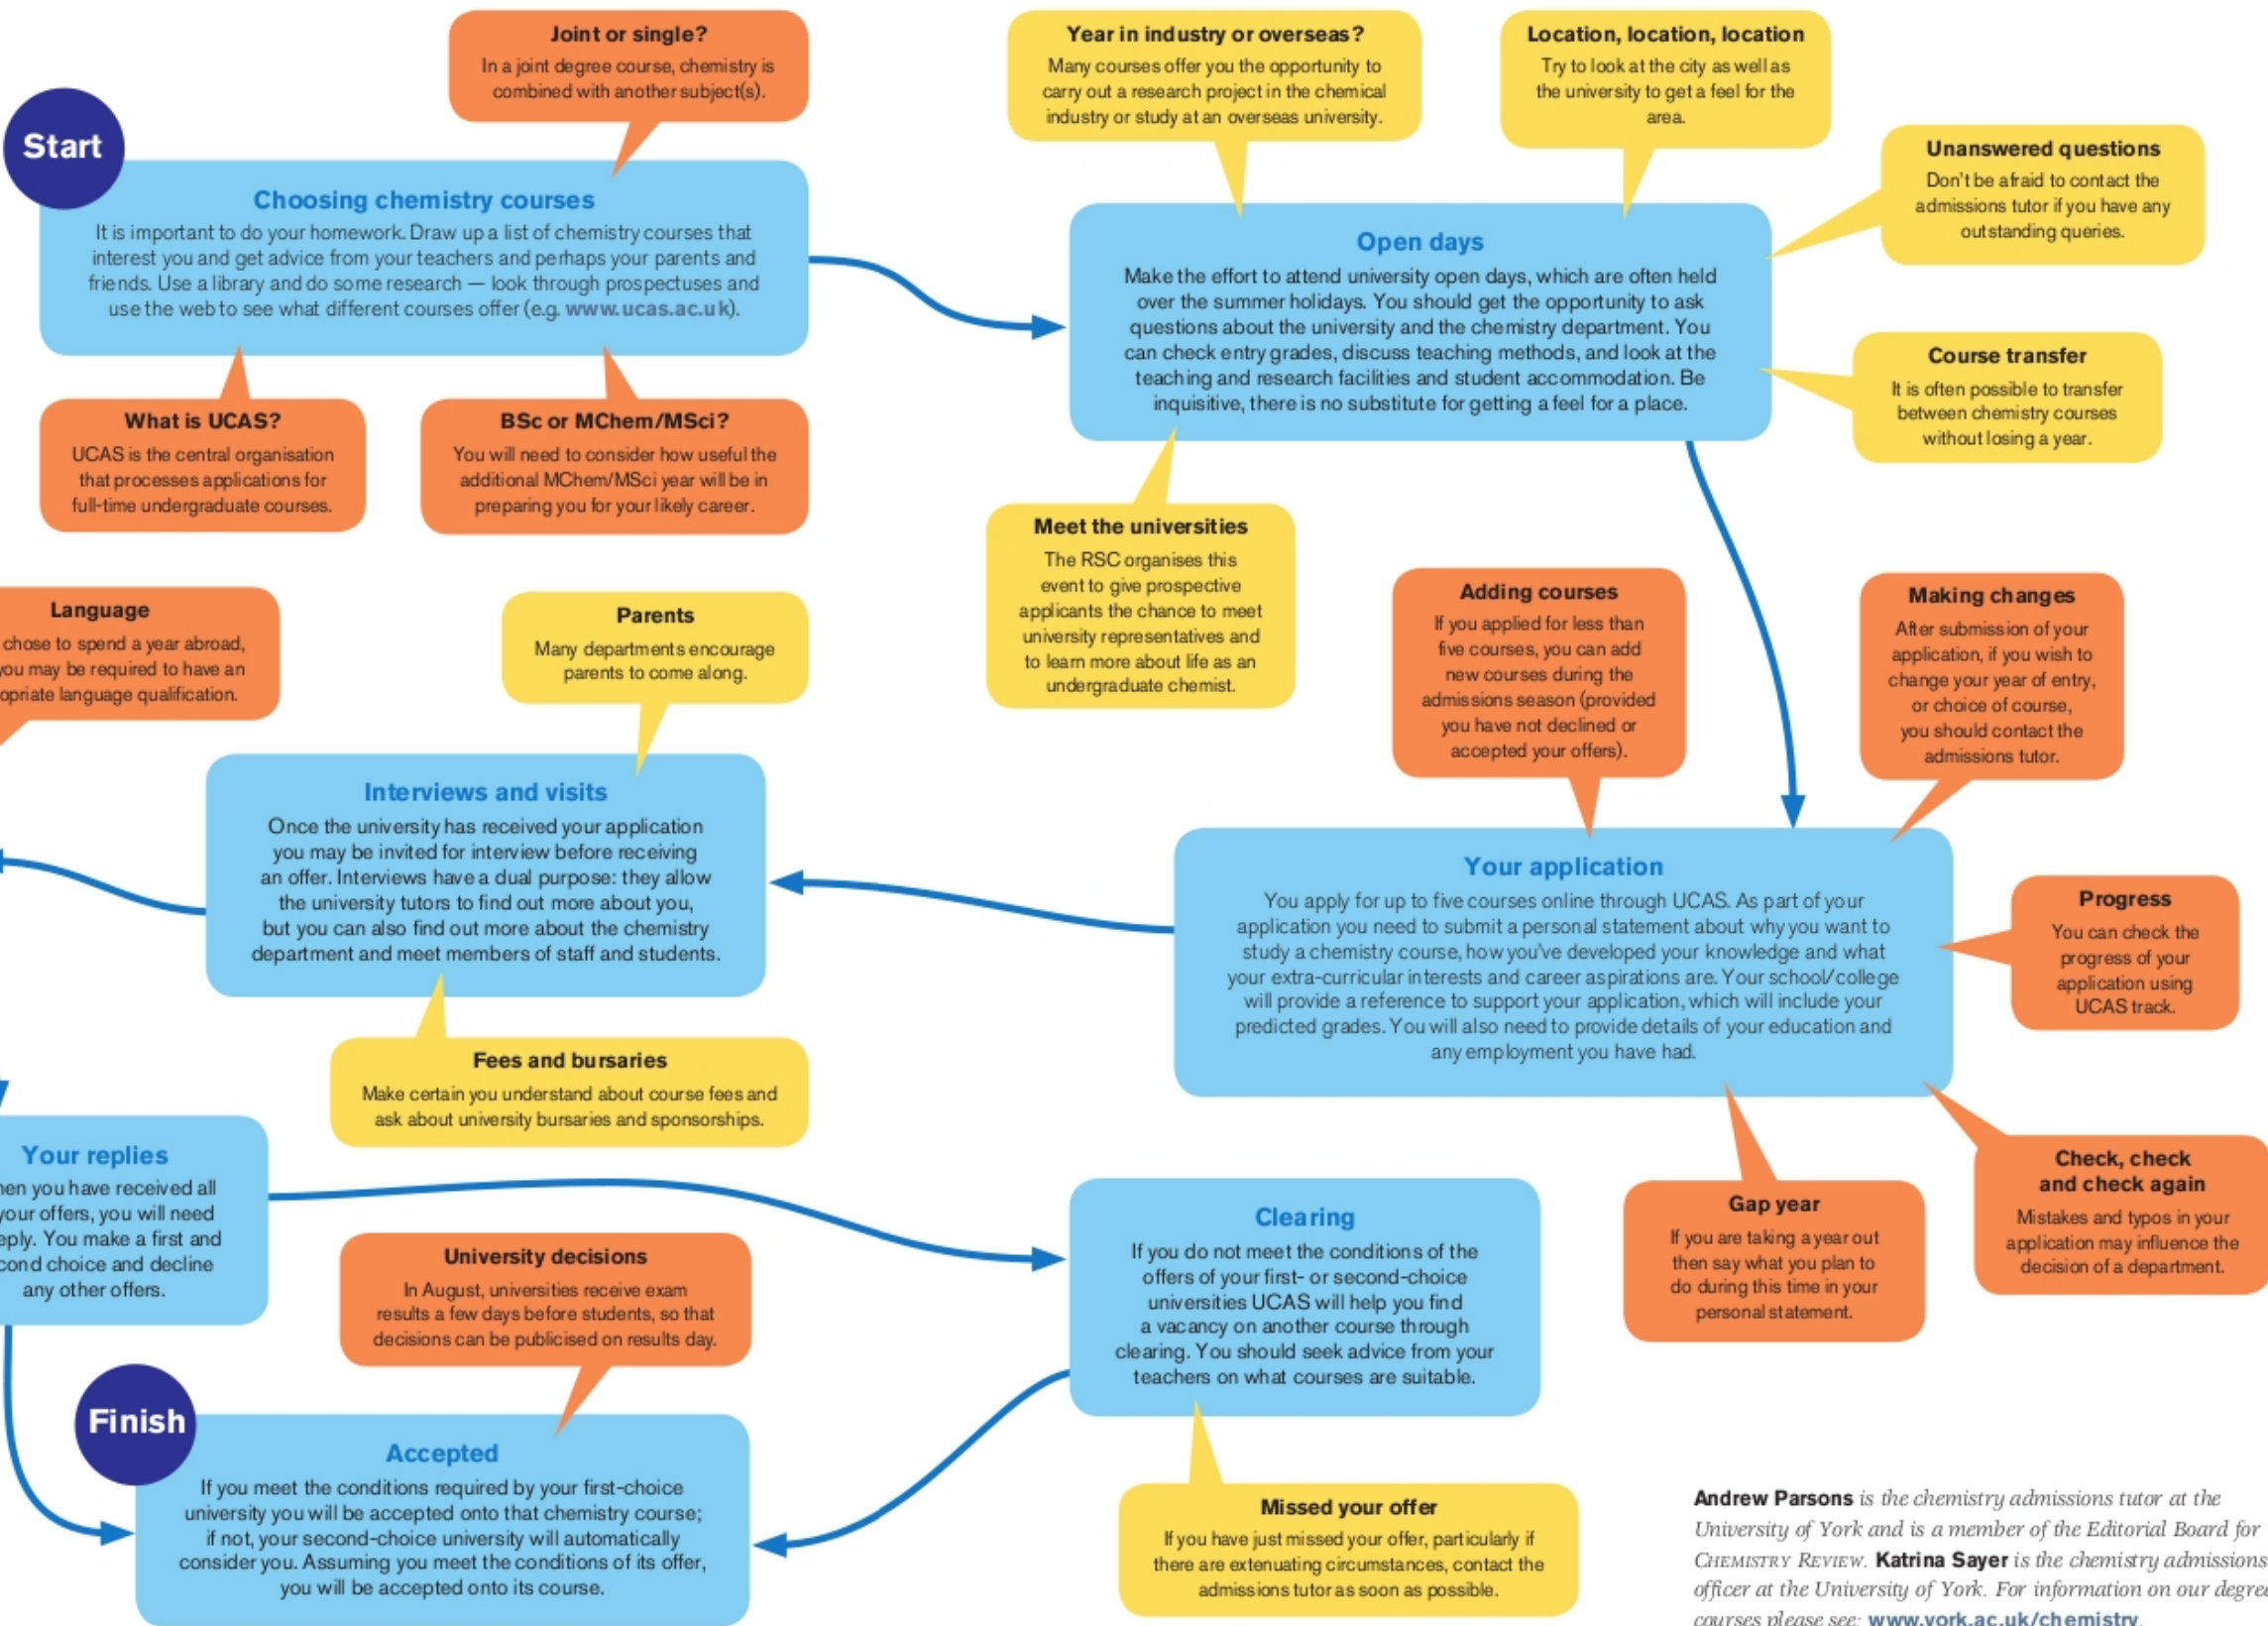 Start
Joint or single?
In a joint degree course, chemistry is
combined with another subject(s).
Choosing chemistry courses
It is important to do your homework. Draw up a list of chemistry courses that
interest you and get advice from your teachers and perhaps your parents and
friends. Use a library and do some research — look through prospectuses and
use the web to see what different courses offer (e.g. www.ucas.ac.uk).
What is UCAS?
UCAS is the central organisation
that processes applications for
full-time undergraduate courses.
BSc or MChem/MSci?
You will need to consider how useful the
additional MChem/MSci year will be in
preparing you for your likely career.
Year in industry or overseas?
Many courses offer you the opportunity to
carry out a research project in the chemical
industry or study at an overseas university.
Location, location, location
Try to look at the city as well as
the university to get a feel for the
area.
Unanswered questions
Don't be afraid to contact the
admissions tutor if you have any
outstanding queries.
Open days
Make the effort to attend university open days, which are often held
over the summer holidays. You should get the opportunity to ask
questions about the university and the chemistry department. You
can check entry grades, discuss teaching methods, and look at the
teaching and research facilities and student accommodation. Be
inquisitive, there is no substitute for getting a feel for a place.
Course transfer
It is often possible to transfer
between chemistry courses
without losing a year.
Meet the universities
The RSC organises this
event to give prospective
applicants the chance to meet
university representatives and
to learn more about life as an
undergraduate chemist.
Adding courses
If you applied for less than
five courses, you can add
new courses during the
admissions season (provided
you have not declined or
accepted your offers).
Making changes
After submission of your
application, if you wish to
change your year of entry,
or choice of course,
you should contact the
admissions tutor.
Your application
You apply for up to five courses online through UCAS. As part of your
application you need to submit a personal statement about why you want to
study a chemistry course, how you've developed your knowledge and what
your extra-curricular interests and career aspirations are. Your school/college
will provide a reference to support your application, which will include your
predicted grades. You will also need to provide details of your education and
any employment you have had.
Progress
You can check the
progress of your
application using
UCAS track.
Check, check
and check again
Mistakes and typos in your
application may influence the
decision of a department.
Gap year
If you are taking a year out
then say what you plan to
do during this time in your
personal statement.
Language
chose to spend a year abroad,
you may be required to have an
language qualification.
Parents
Many departments encourage
parents to come along.
Interviews and visits
Once the university has received your application
you may be invited for interview before receiving
an offer. Interviews have a dual purpose: they allow
the university tutors to find out more about you,
but you can also find out more about the chemistry
department and meet members of staff and students.
Fees and bursaries
Make certain you understand about course fees and
ask about university bursaries and sponsorships.
Your replies
you have received all
your offers, you will need
You make a first and
choice and decline
any other offers.
Clearing
If you do not meet the conditions of the
offers of your first- or second-choice
universities UCAS will help you find
a vacancy on another course through
clearing. You should seek advice from your
teachers on what courses are suitable.
University decisions
In August, universities receive exam
results a few days before students, so that
decisions can be publicised on results day.
Finish
Accepted
If you meet the conditions required by your first-choice
university you will be accepted onto that chemistry course;
if not, your second-choice university will automatically
consider you. Assuming you meet the conditions of its offer,
you will be accepted onto its course.
Missed your offer
If you have just missed your offer, particularly if
there are extenuating circumstances, contact the
admissions tutor as soon as possible.
Andrew Parsons is the chemistry admissions tutor at the
University of York and is a member of the Editorial Board for
CHEMISTRY REVIEW. Katrina Sayer is the chemistry admissions
officer at the University of York. For information on our degree
courses please see: www.york.ac.uk/chemistry.